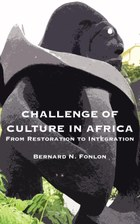 CHALLENGE OF
CULTURE IN AFRICA
FROM RESTORATION TO INTEGRATION
BERNARD N. FONLON